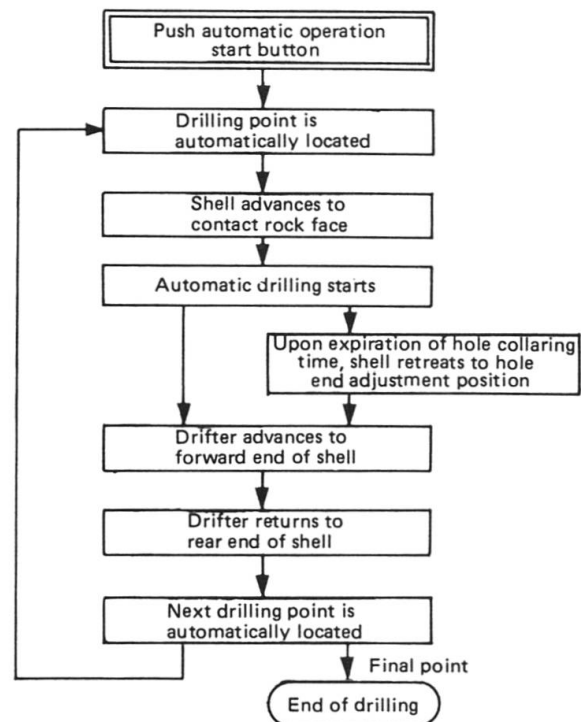 Push automatic operation
start button
Drilling point is
automatically located
Shell advances to
contact rock face
Automatic drilling starts
Upon expiration of hole collaring
time, shell retreats to hole
end adjustment position
Drifter advances to
forward end of shell
Drifter returns to
rear end of shell
Next drilling point is
automatically located
Final point
End of drilling